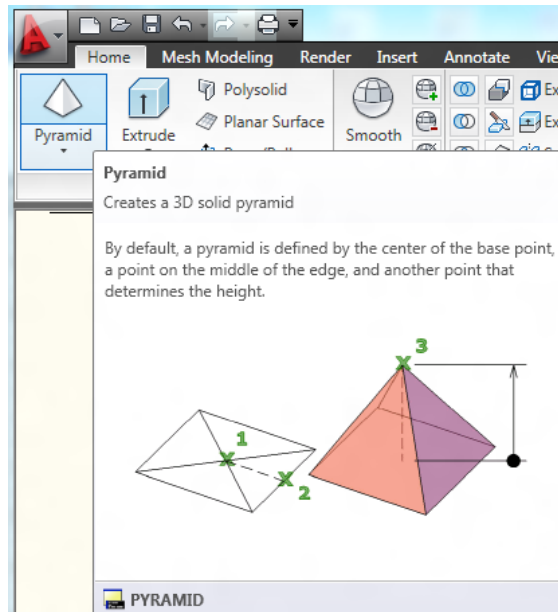 Home Mesh Modeling Render Insert Annotate
Polysolid
Planar Surface
Pyramid Extrude Smooth
Pyramid
Creates a 3D solid pyramid
By default, a pyramid is defined by the center of the base point,
a point on the middle of the edge, and another point that
determines the height.
3
1
2
PYRAMID